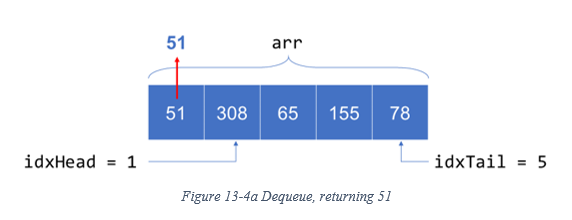 51 arr
51 308 65 155 78
idxHead = 1 idxTail = 5
Figure 13-4a Dequeue, returning 51